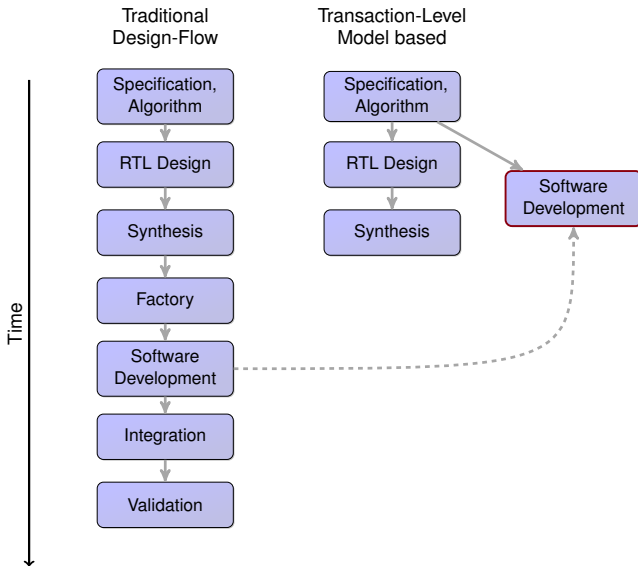 Traditional
Design-Flow
Transaction-Level
Model based
Specification,
Algorithm
RTL Design
Synthesis
Factory
Software
Development
Integration
Validation
Specification,
Algorithm
RTL Design
Synthesis
Software
Development
Time